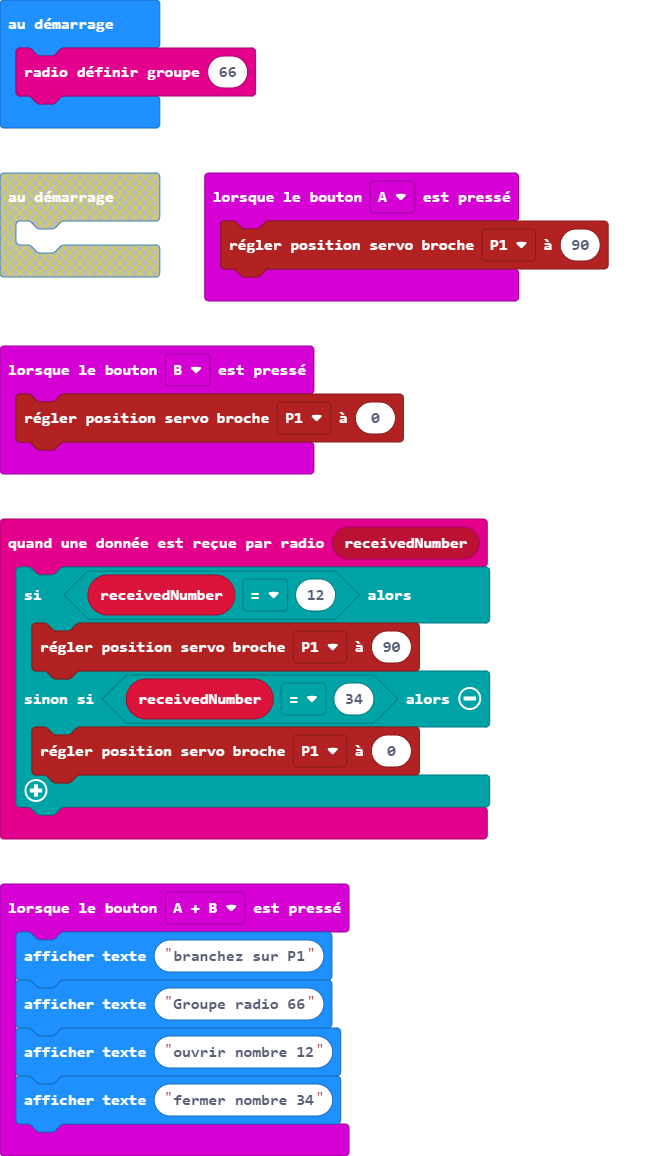 au démarrage
radio définir groupe 66
au démarrage
lorsque le bouton A est pressé
régler position servo broche P1 à 90
lorsque le bouton B est pressé
régler position servo broche P1 à 0
quand une donnée est reçue par radio receivedNumber
si receivedNumber = 12 alors
régler position servo broche P1 à 90
sinon si receivedNumber = 34 alors
régler position servo broche P1 à 0
lorsque le bouton A + B est pressé
afficher texte "branchez sur P1"
afficher texte "Groupe radio 66"
afficher texte "ouvrir nombre 12"
afficher texte "fermer nombre 34"